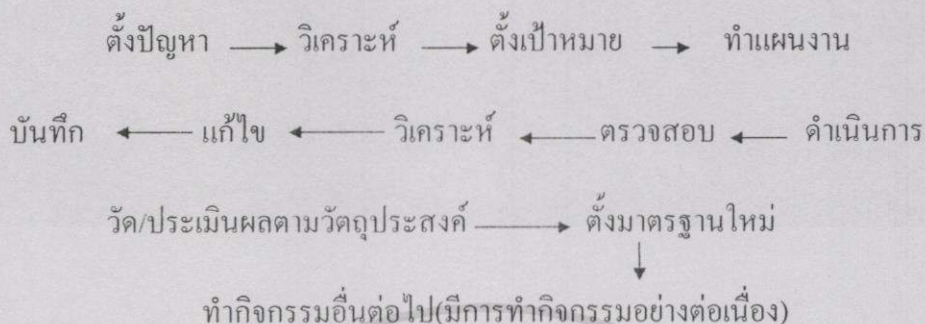 ตั้งปัญหา → วิเคราะห์ → ตั้งเป้าหมาย → ทำแผนงาน
บันทึก ← แก้ไข ← วิเคราะห์ ← ตรวจสอบ ← ดำเนินการ
วัด/ประเมินผลตามวัตถุประสงค์ → ตั้งมาตรฐานใหม่
↓
ทำกิจกรรมอื่นต่อไป(มีการทำกิจกรรมอย่างต่อเนื่อง)